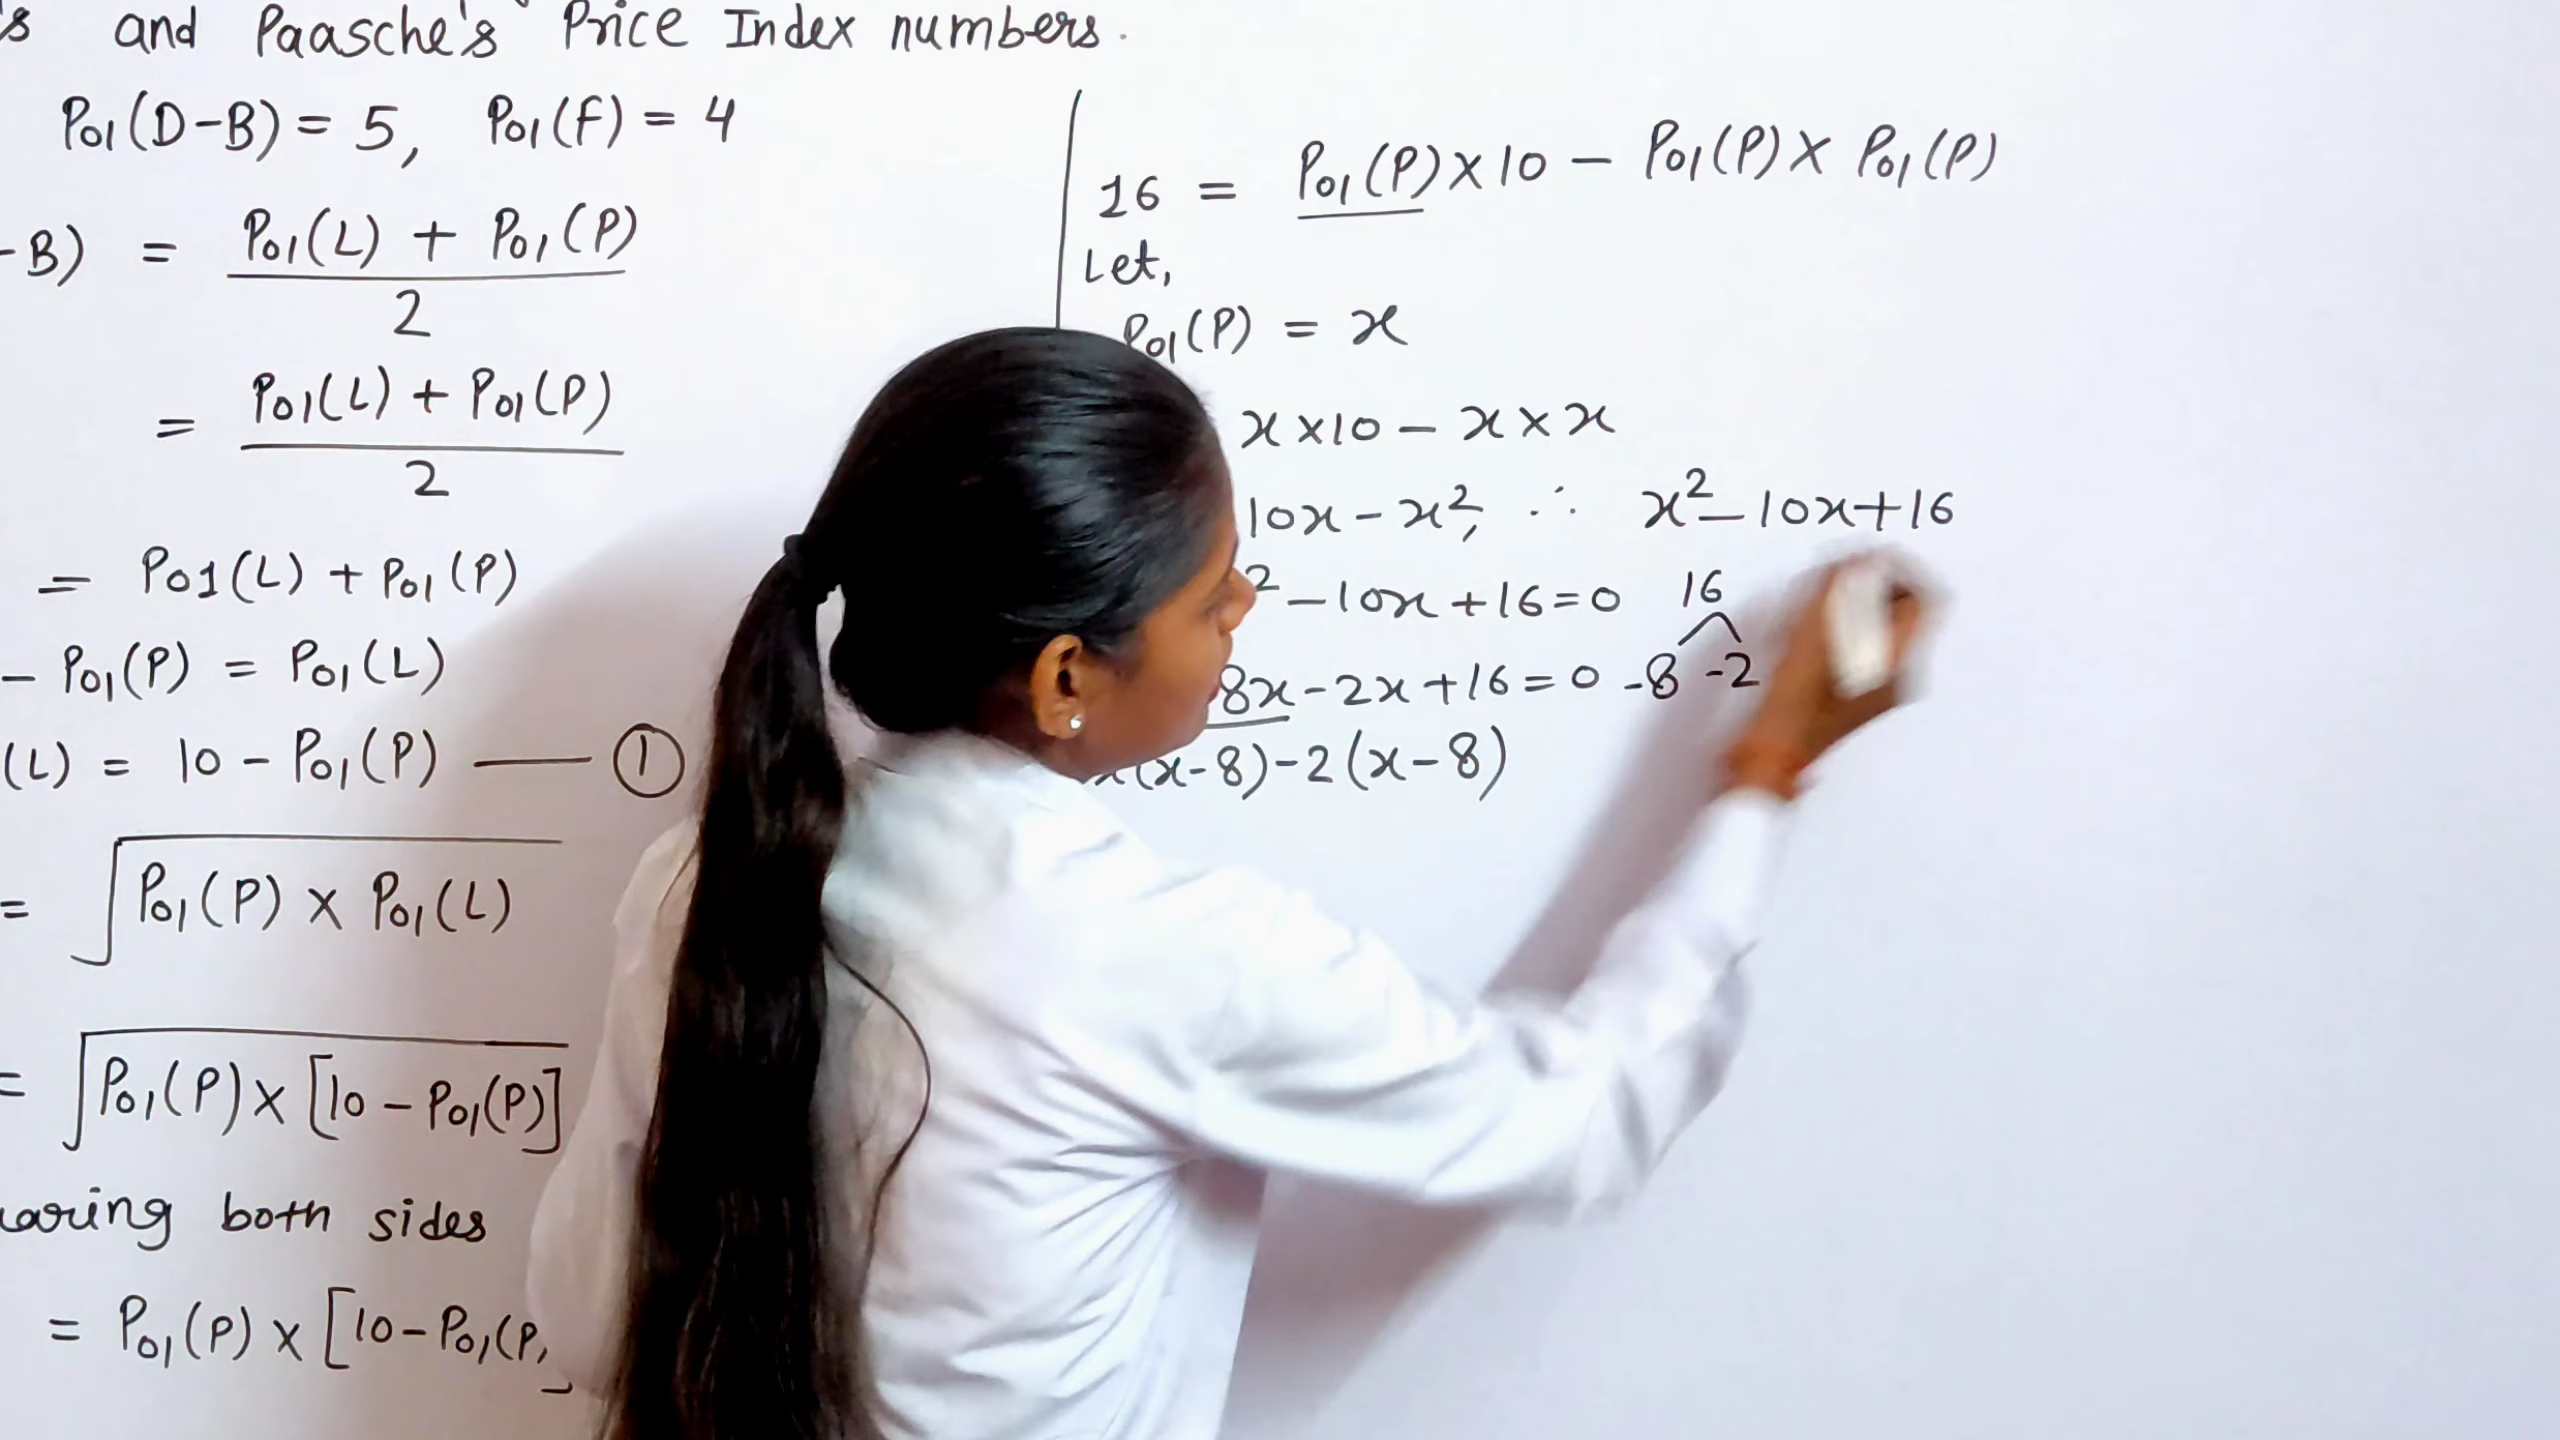 's and Paasche's Price Index numbers.
P01(D-B) = 5, P01(F) = 4
-B) = P01(L) + P01(P)
2
= P01(L) + P01(P)
2
= P01(L) + P01(P)
- P01(P) = P01(L)
(L) = 10 - P01(P) —— ①
= √P01(P) × P01(L)
= √P01(P) × [10 - P01(P)]
uaring both sides
= P01(P) × [10 - P01(P)
16 = P01(P) × 10 - P01(P) × P01(P)
Let,
P01(P) = x
x × 10 - x × x
10x - x², ∴ x² - 10x + 16
² - 10x + 16 = 0 16
8x - 2x + 16 = 0 -8 -2
x(x-8) - 2(x-8)